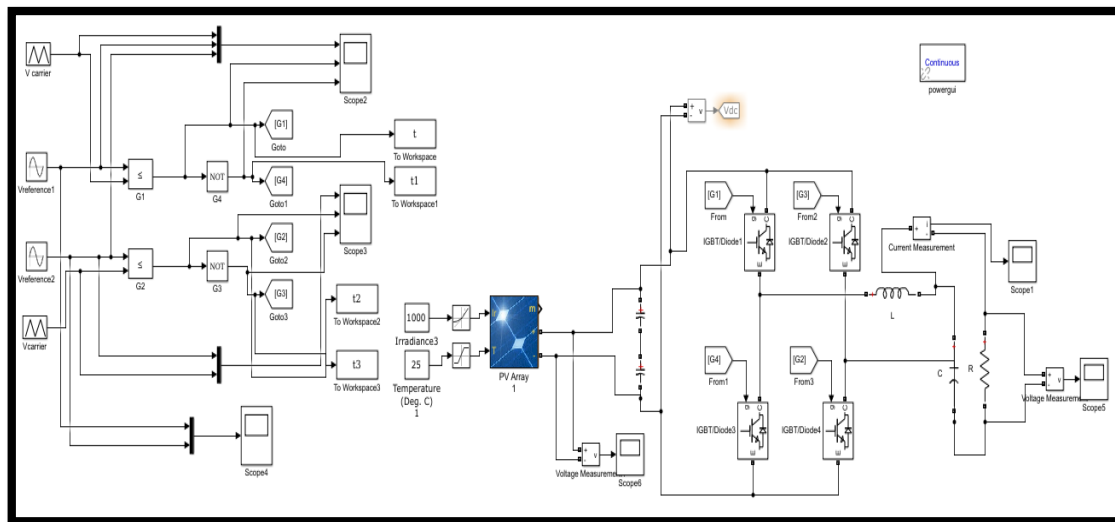 V carrier
Scope2
[G1]
Goto
t
To Workspace
Vreference1
≤
G1
NOT
G4
[G4]
Goto1
t1
To Workspace1
Scope3
Vreference2
≤
G2
NOT
G3
[G2]
Goto2
[G3]
Goto3
t2
To Workspace2
Vcarrier
t3
To Workspace3
Scope4
1000
Irradiance3
25
Temperature
(Deg. C)
1
Ir
T
m
+
-
PV Array
1
+
-
v
Voltage Measurement
Scope6
+
-
v
Vdc
Continuous
powergui
[G1]
From
[G3]
From2
g
C
E
IGBT/Diode1
g
C
E
IGBT/Diode2
[G4]
From1
[G2]
From3
g
C
E
IGBT/Diode3
g
C
E
IGBT/Diode4
+
i
-
Current Measurement
Scope1
+
L
+
C
+
R
+
-
v
Voltage Measurement
Scope5